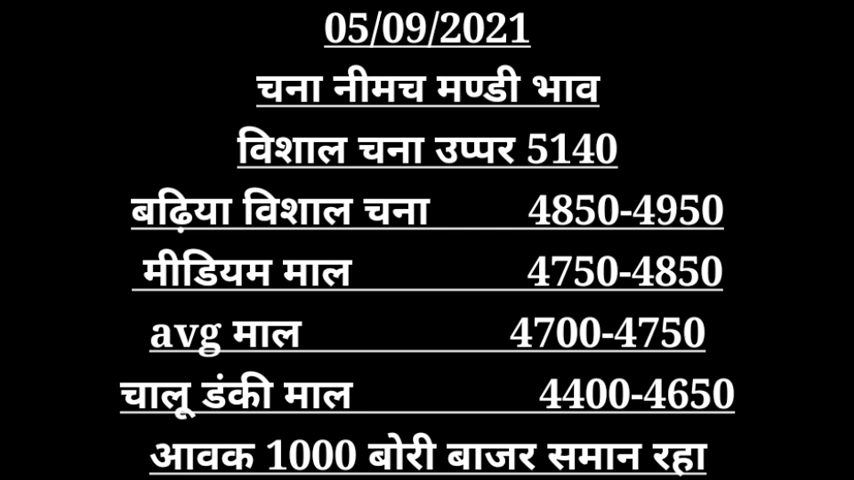 05/09/2021
चना नीमच मण्डी भाव
विशाल चना उप्पर 5140
बढ़िया विशाल चना 4850-4950
मीडियम माल 4750-4850
avg माल 4700-4750
चालू डंकी माल 4400-4650
आवक 1000 बोरी बाजर समान रहा